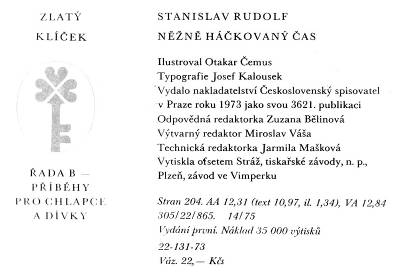 ZLATÝ
KLÍČEK
ŘADA B —
PŘÍBĚHY
PRO CHLAPCE
A DÍVKY
STANISLAV RUDOLF
NĚŽNĚ HÁČKOVANÝ ČAS
Ilustroval Otakar Čemus
Typografie Josef Kalousek
Vydalo nakladatelství Československý spisovatel
v Praze roku 1973 jako svou 3621. publikaci
Odpovědná redaktorka Zuzana Bělinová
Výtvarný redaktor Miroslav Váša
Technická redaktorka Jarmila Mašková
Vytiskla ofsetem Stráž, tiskařské závody, n. p.,
Plzeň, závod ve Vimperku
Stran 204. AA 12,31 (text 10,97, il. 1,34), VA 12,84
305/22/865. 14/75
Vydání první. Náklad 35 000 výtisků
22-131-73
Váz. 22,— Kčs